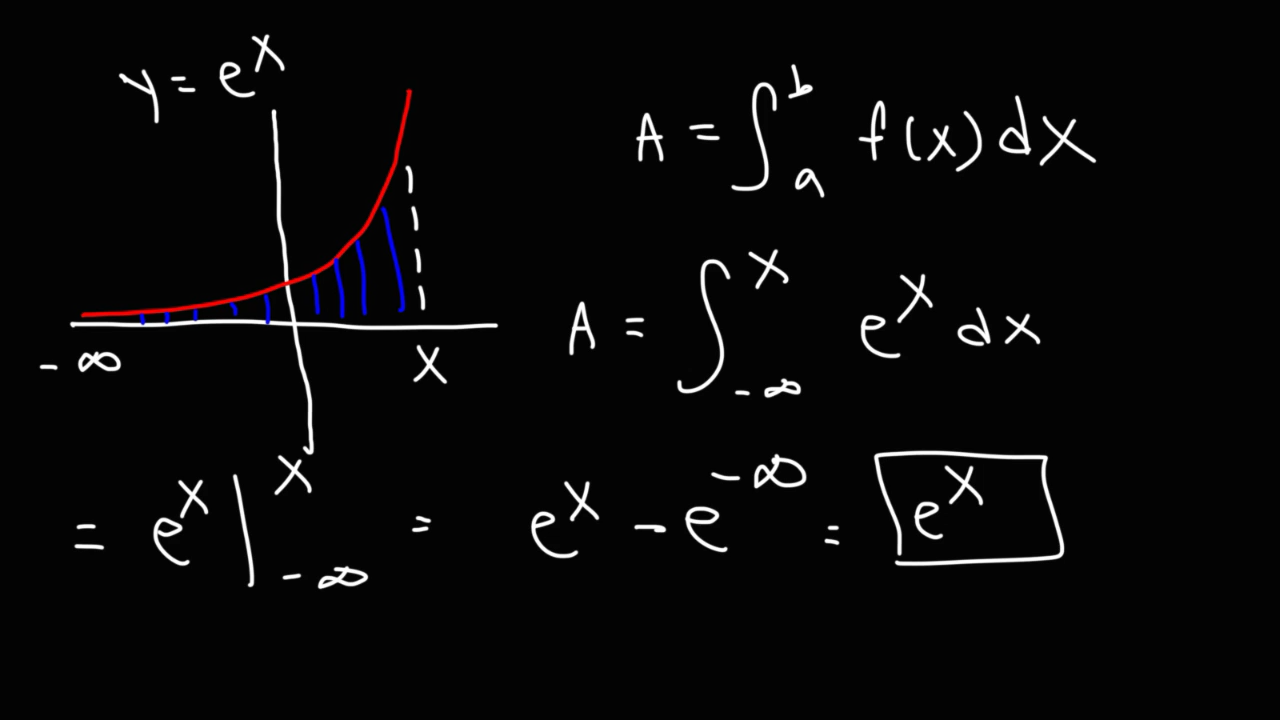 y = e^x
A = ∫_a^b f(x) dx
-∞ x
A = ∫_{-∞}^x e^x dx
= e^x |_{-∞}^x = e^x - e^{-∞} = e^x